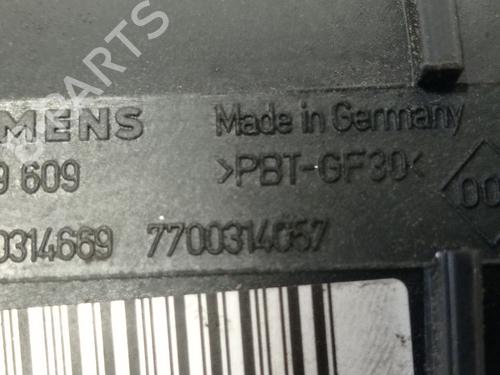 MENS Made in Germany
9 609 >PBT-GF30<
0314669 7700314057